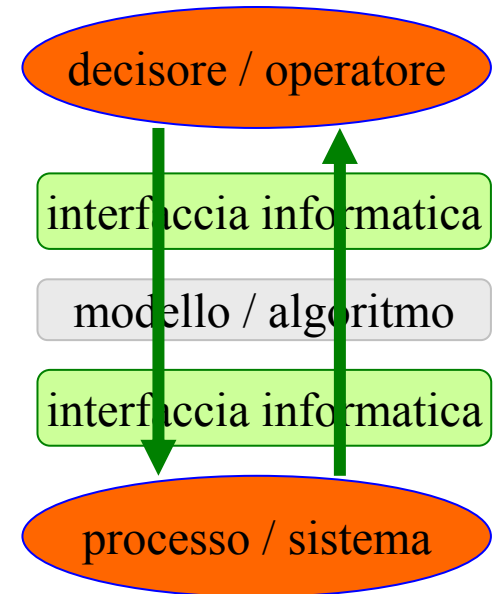 decisore / operatore
interfaccia informatica
modello / algoritmo
interfaccia informatica
processo / sistema